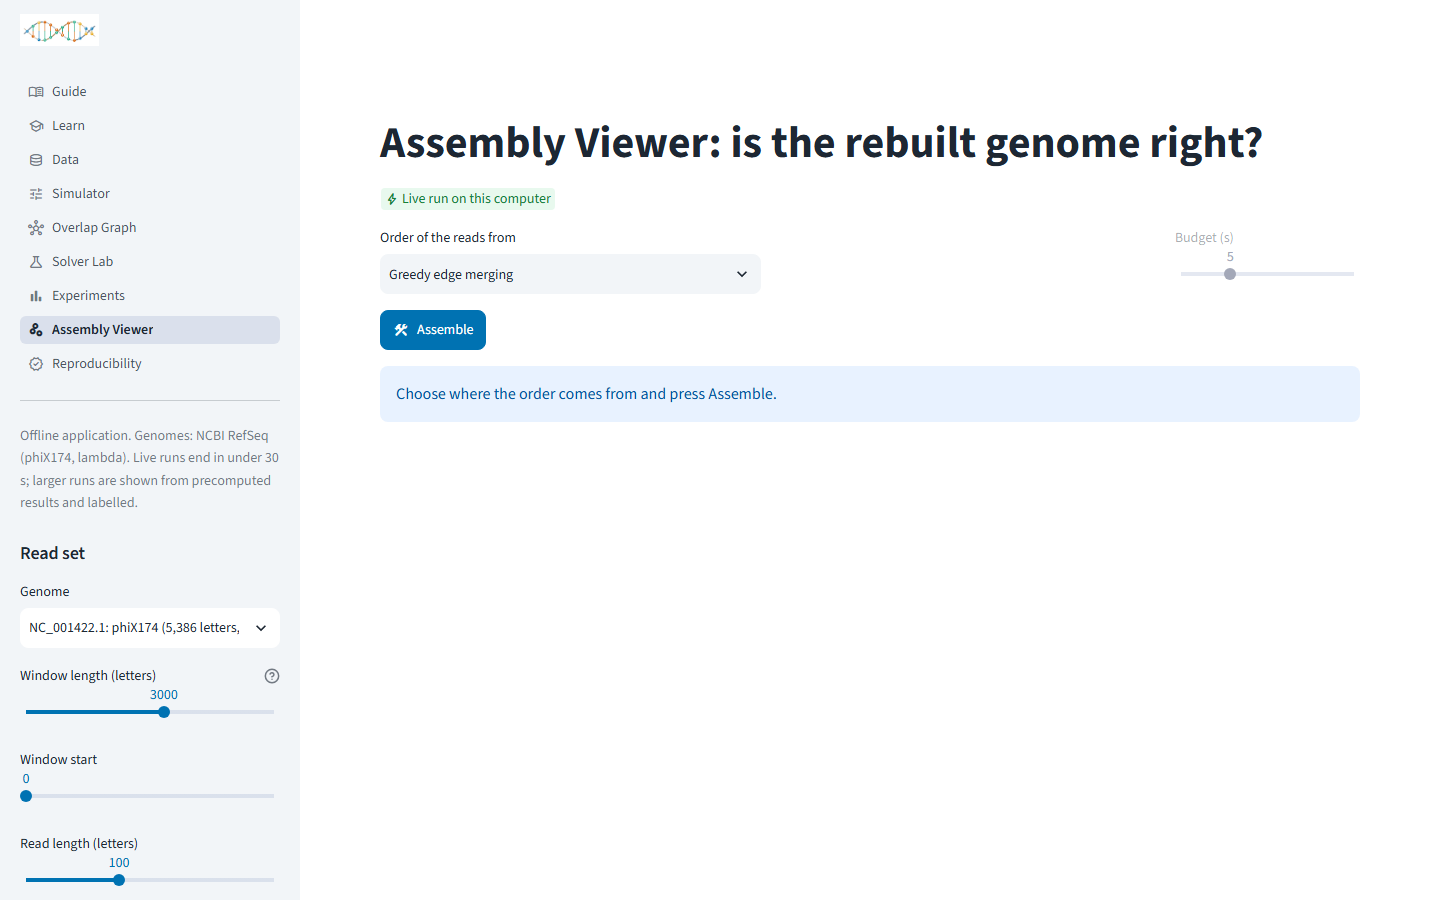 Guide
Learn
Data
Simulator
Overlap Graph
Solver Lab
Experiments
Assembly Viewer
Reproducibility
Offline application. Genomes: NCBI RefSeq
(phiX174, lambda). Live runs end in under 30
s; larger runs are shown from precomputed
results and labelled.
Read set
Genome
NC_001422.1: phiX174 (5,386 letters,
Window length (letters)
3000
Window start
0
Read length (letters)
100
Assembly Viewer: is the rebuilt genome right?
Live run on this computer
Order of the reads from
Greedy edge merging
Budget (s)
5
Assemble
Choose where the order comes from and press Assemble.